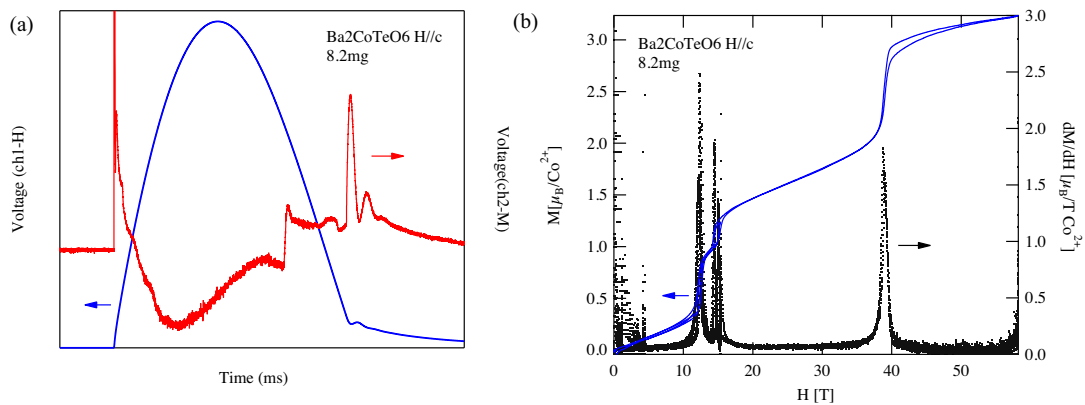 (a)
Ba2CoTeO6 H//c
8.2mg
Voltage (ch1-H)
Voltage(ch2-M)
Time (ms)
(b)
Ba2CoTeO6 H//c
8.2mg
M[μB/Co2+]
3.0
2.5
2.0
1.5
1.0
0.5
0.0
3.0
2.5
2.0
1.5
1.0
0.5
0.0
dM/dH [μB/T Co2+]
0
10
20
30
40
50
H [T]